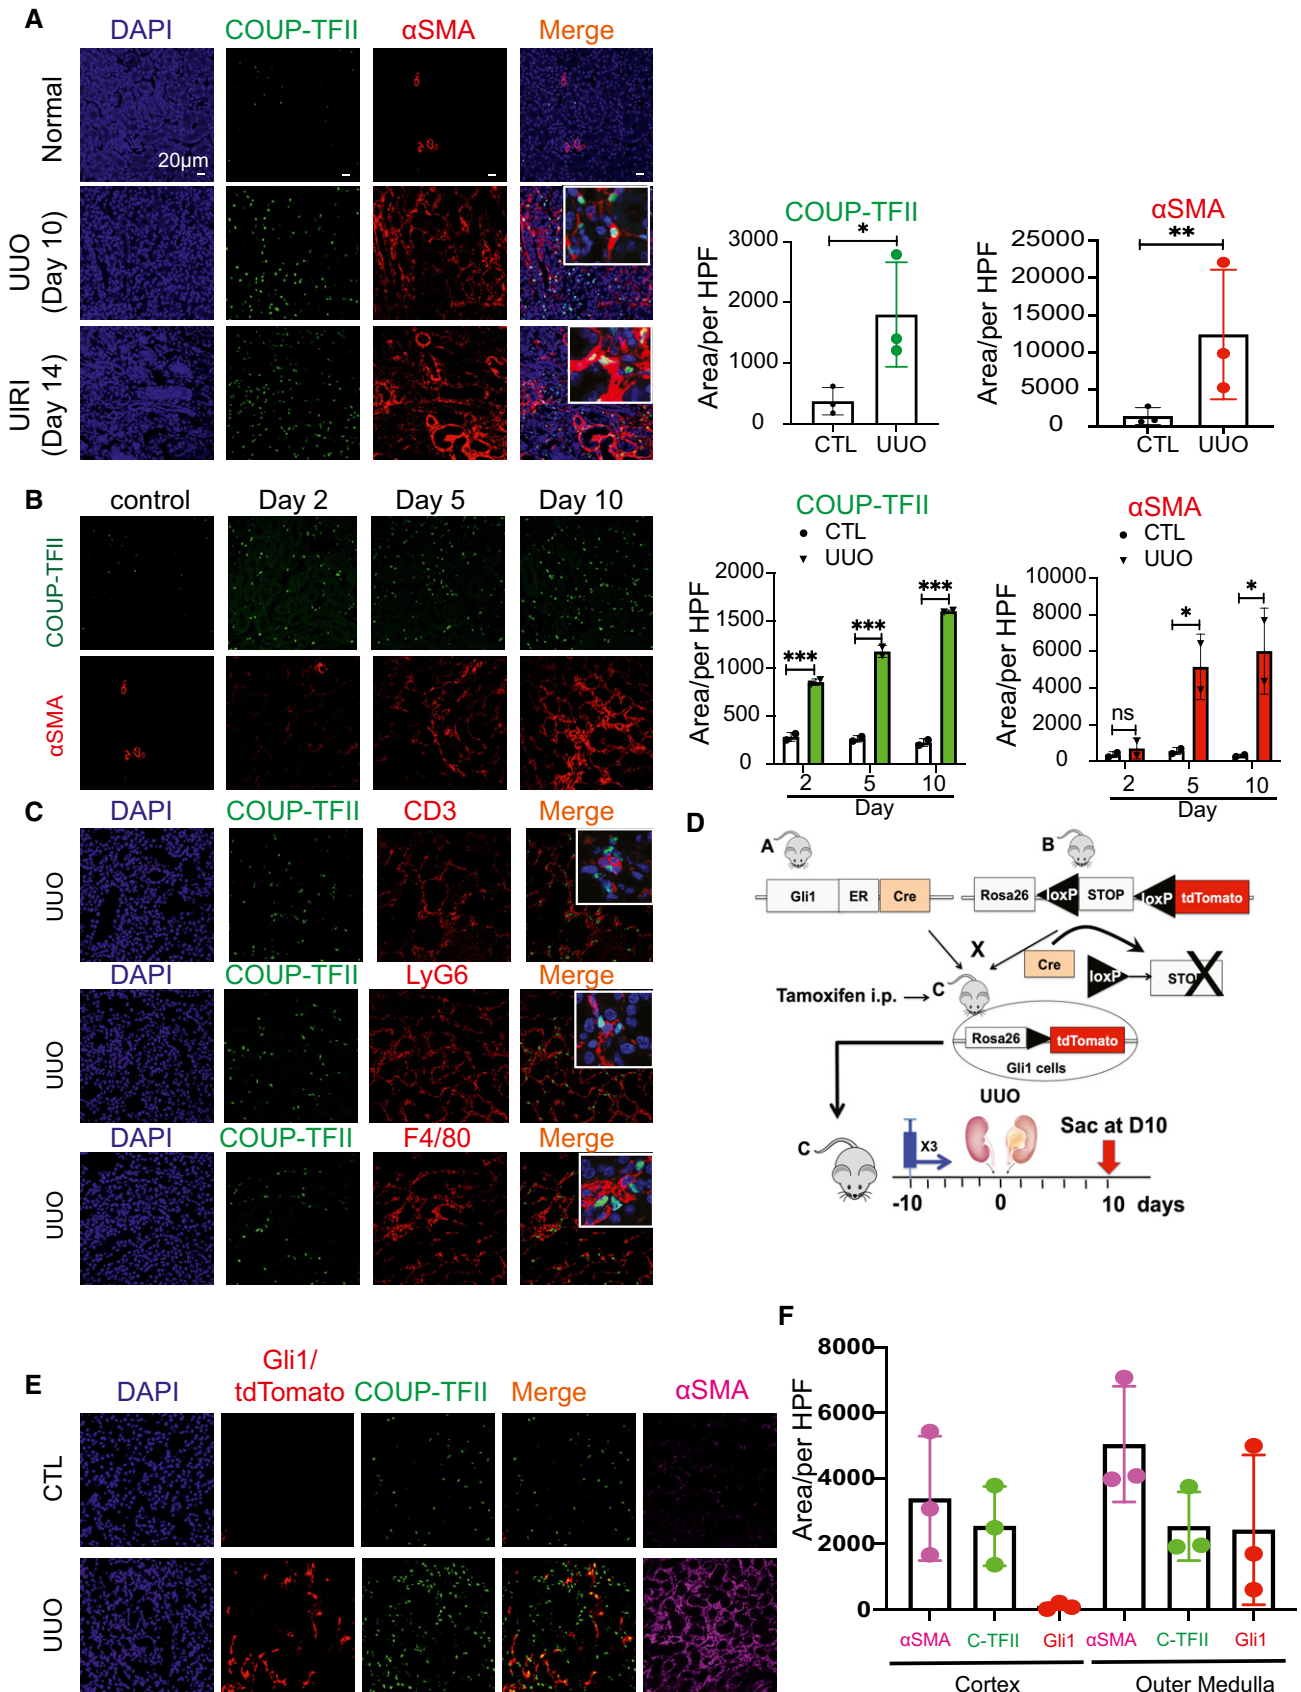 A
DAPI COUP-TFII αSMA Merge
Normal
20µm
UUO
(Day 10)
UIRI
(Day 14)
COUP-TFII
*
Area/per HPF
3000
2000
1000
0
CTL UUO
αSMA
**
Area/per HPF
25000
20000
15000
10000
5000
0
CTL UUO
B
control Day 2 Day 5 Day 10
COUP-TFII
αSMA
COUP-TFII
CTL
UUO
Area/per HPF
2000
1500
1000
500
0
*** *** ***
2 5 10
Day
αSMA
CTL
UUO
Area/per HPF
10000
8000
6000
4000
2000
0
ns * *
2 5 10
Day
C
DAPI COUP-TFII CD3 Merge
UUO
DAPI COUP-TFII LyG6 Merge
UUO
DAPI COUP-TFII F4/80 Merge
UUO
D
A
B
Gli1 ER Cre
Rosa26 loxP STOP loxP tdTomato
X
Cre
loxP STOP
Tamoxifen i.p. C
Rosa26 tdTomato
Gli1 cells
UUO
C
X3
Sac at D10
-10 0 10 days
E
DAPI Gli1/ tdTomato COUP-TFII Merge αSMA
CTL
UUO
F
Area/per HPF
8000
6000
4000
2000
0
αSMA C-TFII Gli1 αSMA C-TFII Gli1
Cortex Outer Medulla